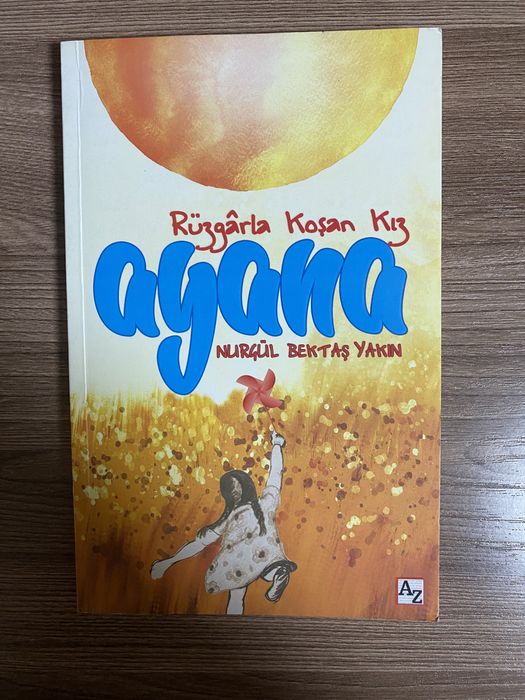 Rüzgârla Koşan Kız
ayana
NURGÜL BEKTAŞ YAKIN
AZ